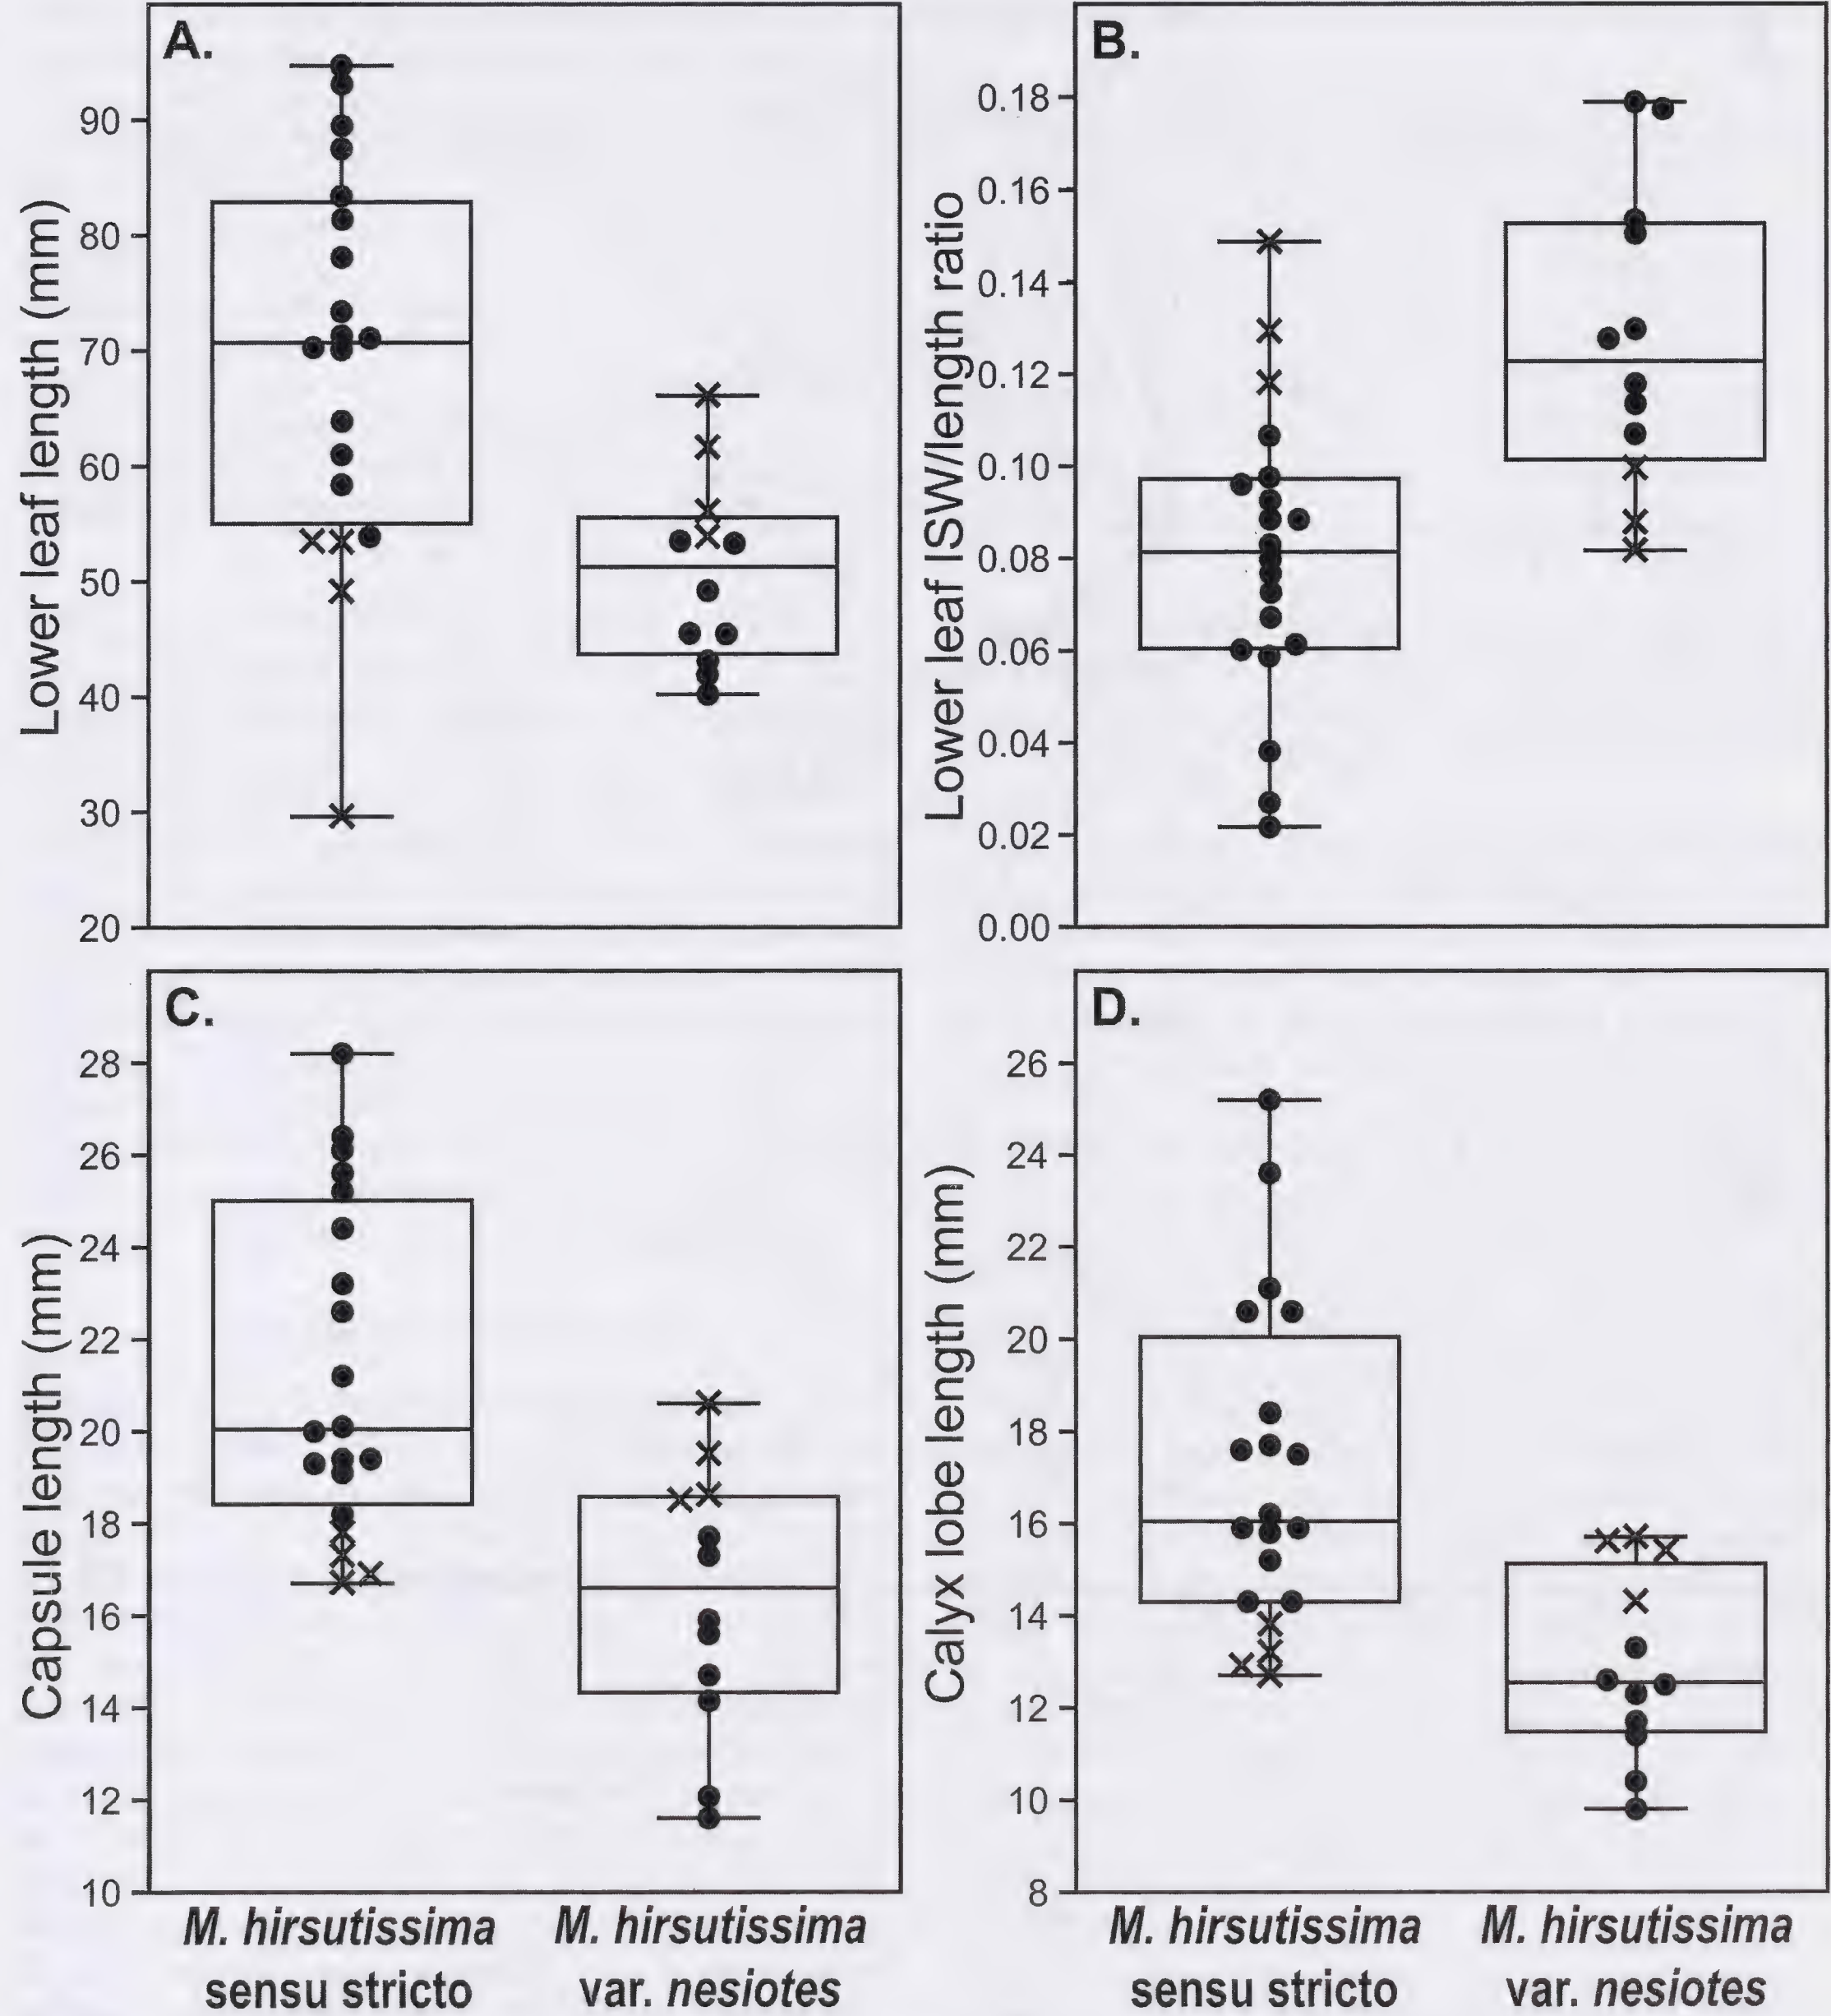 A.
Lower leaf length (mm)
90
80
70
60
50
40
30
20
B.
Lower leaf ISW/length ratio
0.18
0.16
0.14
0.12
0.10
0.08
0.06
0.04
0.02
0.00
C.
Capsule length (mm)
28
26
24
22
20
18
16
14
12
10
M. hirsutissima
sensu stricto
M. hirsutissima
var. nesiotes
D.
Calyx lobe length (mm)
26
24
22
20
18
16
14
12
10
8
M. hirsutissima
sensu stricto
M. hirsutissima
var. nesiotes